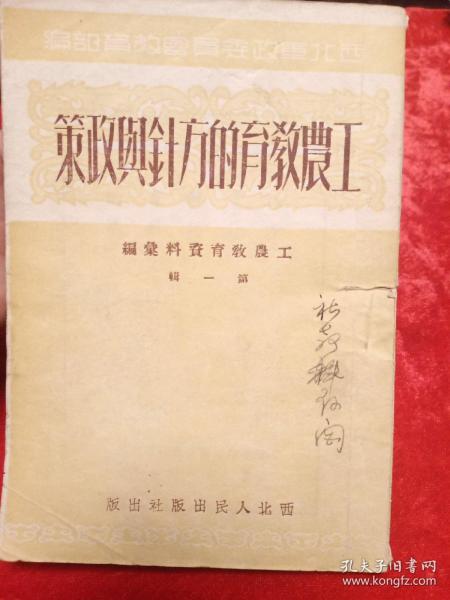 西北軍政委員會教育部編
工農教育的方針與政策
工農教育資料彙編
第一輯
西北人民出版社出版
孔夫子旧书网
www.kongfz.com